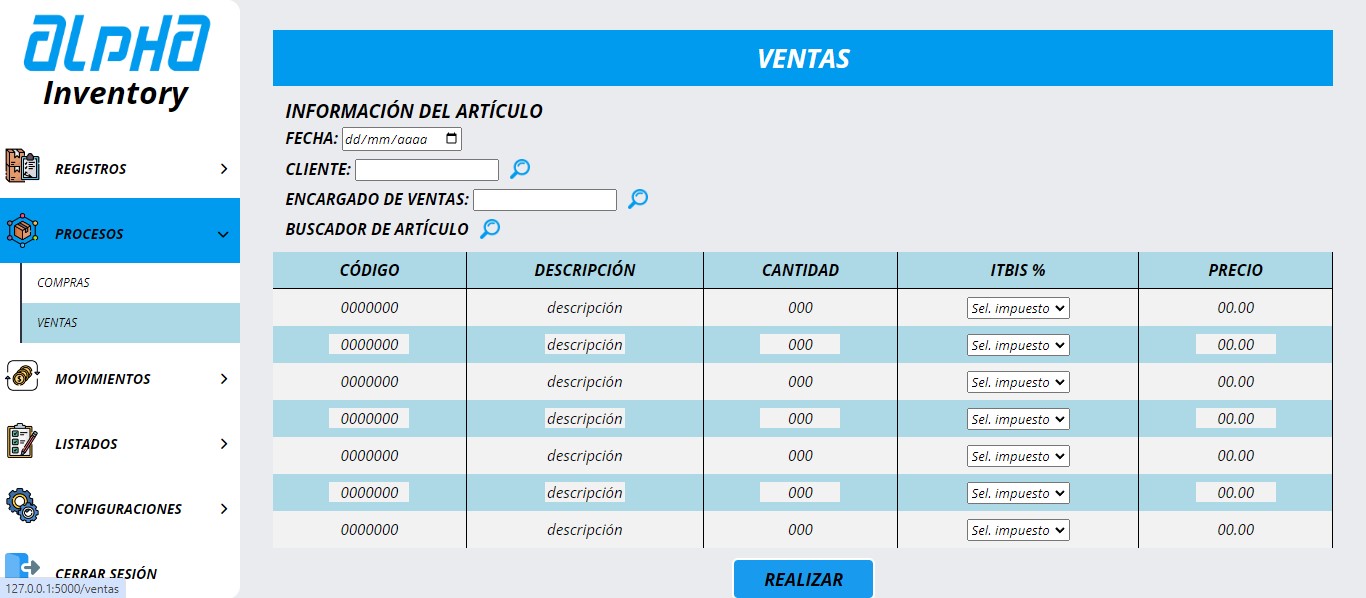 ALPHA
Inventory
REGISTROS
PROCESOS
COMPRAS
VENTAS
MOVIMIENTOS
LISTADOS
CONFIGURACIONES
CERRAR SESIÓN
127.0.0.1:5000/ventas
VENTAS
INFORMACIÓN DEL ARTÍCULO
FECHA: dd/mm/aaaa
CLIENTE:
ENCARGADO DE VENTAS:
BUSCADOR DE ARTÍCULO
CÓDIGO DESCRIPCIÓN CANTIDAD ITBIS % PRECIO
0000000 descripción 000 Sel. impuesto 00.00
0000000 descripción 000 Sel. impuesto 00.00
0000000 descripción 000 Sel. impuesto 00.00
0000000 descripción 000 Sel. impuesto 00.00
0000000 descripción 000 Sel. impuesto 00.00
0000000 descripción 000 Sel. impuesto 00.00
0000000 descripción 000 Sel. impuesto 00.00
REALIZAR